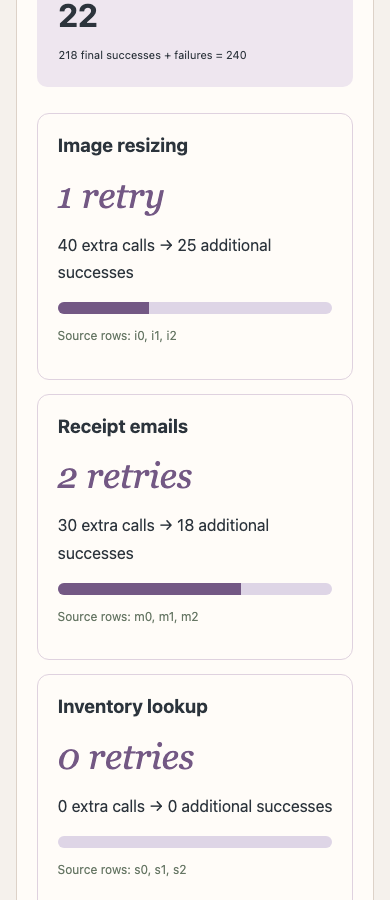 22
218 final successes + failures = 240
Image resizing
1 retry
40 extra calls → 25 additional
successes
Source rows: i0, i1, i2
Receipt emails
2 retries
30 extra calls → 18 additional
successes
Source rows: m0, m1, m2
Inventory lookup
0 retries
0 extra calls → 0 additional successes
Source rows: s0, s1, s2